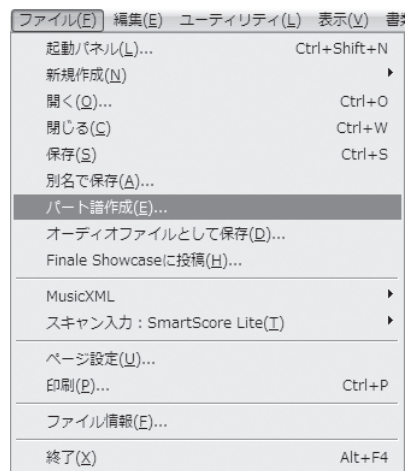 ファイル(F) 編集(E) ユーティリティ(L) 表示(V) 書
起動パネル(L)... Ctrl+Shift+N
新規作成(N)
開く(O)... Ctrl+O
閉じる(C) Ctrl+W
保存(S) Ctrl+S
別名で保存(A)...
パート譜作成(E)...
オーディオファイルとして保存(D)...
Finale Showcaseに投稿(H)...
MusicXML
スキャン入力：SmartScore Lite(T)
ページ設定(U)...
印刷(P)... Ctrl+P
ファイル情報(F)...
終了(X) Alt+F4